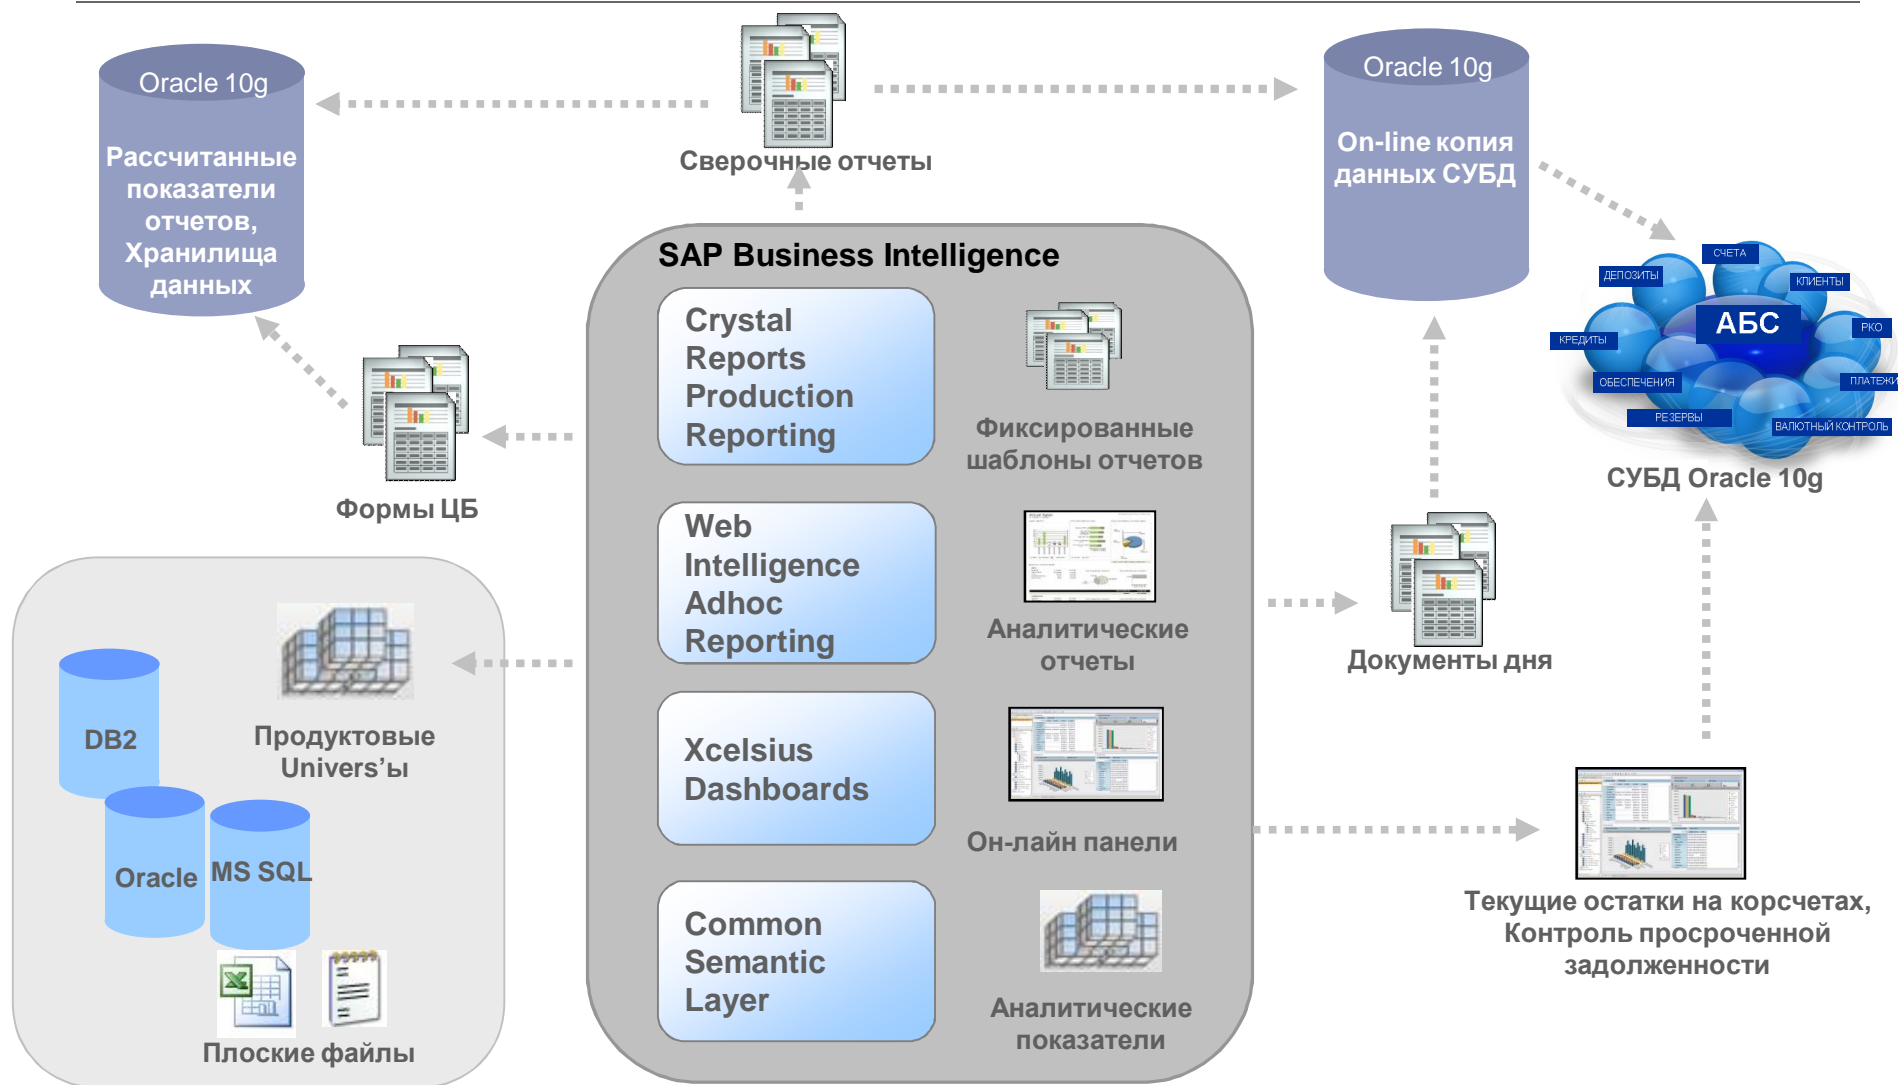 Oracle 10g
Рассчитанные
показатели
отчетов,
Хранилища
данных
Сверочные отчеты
Oracle 10g
On-line копия
данных СУБД
СЧЕТА
ДЕПОЗИТЫ
КЛИЕНТЫ
АБС
РКО
КРЕДИТЫ
ОБЕСПЕЧЕНИЯ
ПЛАТЕЖИ
РЕЗЕРВЫ
ВАЛЮТНЫЙ КОНТРОЛЬ
СУБД Oracle 10g
Формы ЦБ
SAP Business Intelligence
Crystal
Reports
Production
Reporting
Фиксированные
шаблоны отчетов
Web
Intelligence
Adhoc
Reporting
Аналитические
отчеты
Xcelsius
Dashboards
Он-лайн панели
Common
Semantic
Layer
Аналитические
показатели
Документы дня
Текущие остатки на корсчетах,
Контроль просроченной
задолженности
DB2
Продуктовые
Univers’ы
Oracle
MS SQL
Плоские файлы